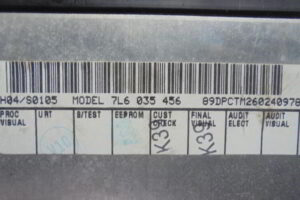 H04/S0105 MODEL 7L6 035 456 89DPCTM260240978
PROC VISUAL URT B/TEST EEPROM CUST CHECK FINAL VISUAL AUDIT ELECT AUDIT VISUAL
K39 K39